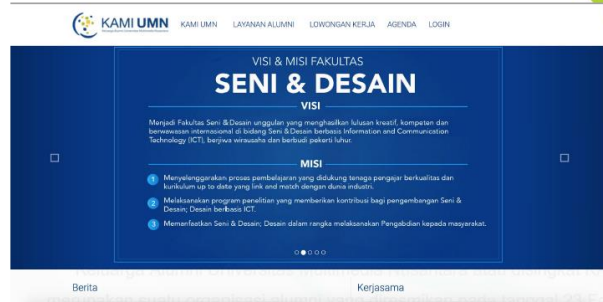 KAMI UMN
KAMI UMN LAYANAN ALUMNI LOWONGAN KERJA AGENDA LOGIN
VISI & MISI FAKULTAS
SENI & DESAIN
VISI
Menjadi Fakultas Seni & Desain unggulan yang menghasilkan lulusan kreatif, kompeten dan
berwawasan internasional di bidang Seni & Desain berbasis Information and Communication
Technology (ICT), berjiwa wirausaha dan berbudi pekerti luhur.
MISI
1 Menyelenggarakan proses pembelajaran yang didukung tenaga pengajar berkualitas dan
kurikulum up to date yang link and match dengan dunia industri.
2 Melaksanakan program penelitian yang memberikan kontribusi bagi pengembangan Seni &
Desain; Desain berbasis ICT.
3 Memanfaatkan Seni & Desain; Desain dalam rangka melaksanakan Pengabdian kepada masyarakat.
Berita Kerjasama